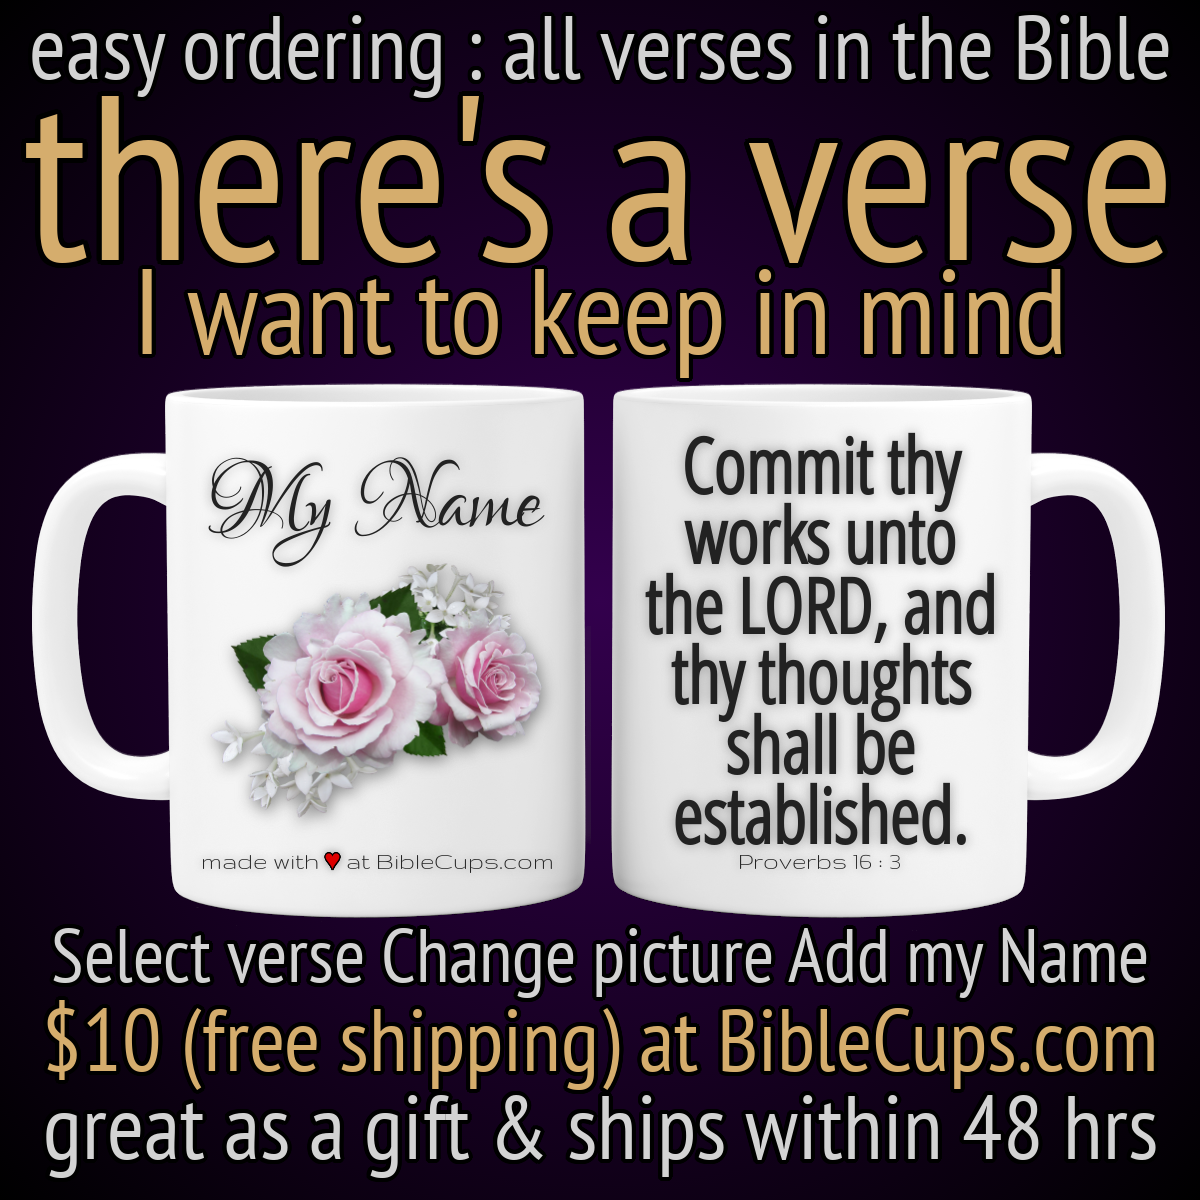 easy ordering : all verses in the Bible
there's a verse
I want to keep in mind
My Name
made with ♥ at BibleCups.com
Commit thy
works unto
the LORD, and
thy thoughts
shall be
established.
Proverbs 16 : 3
Select verse Change picture Add my Name
$10 (free shipping) at BibleCups.com
great as a gift & ships within 48 hrs